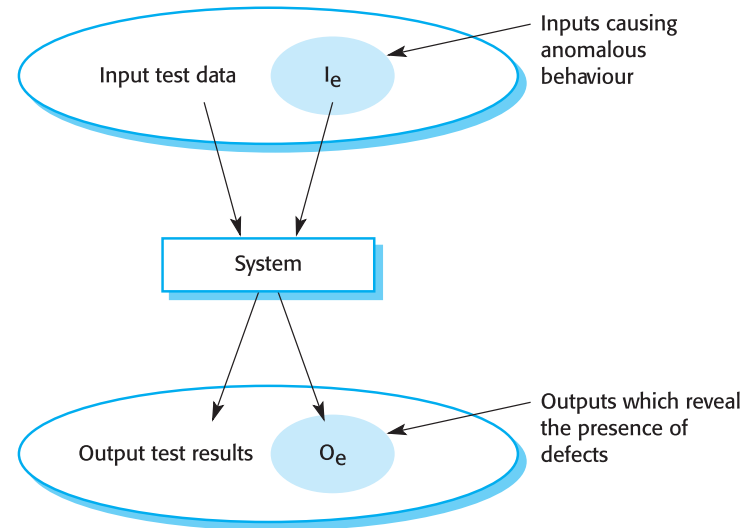 Inputs causing
anomalous
behaviour
Input test data
Ie
System
Outputs which reveal
the presence of
defects
Output test results
Oe